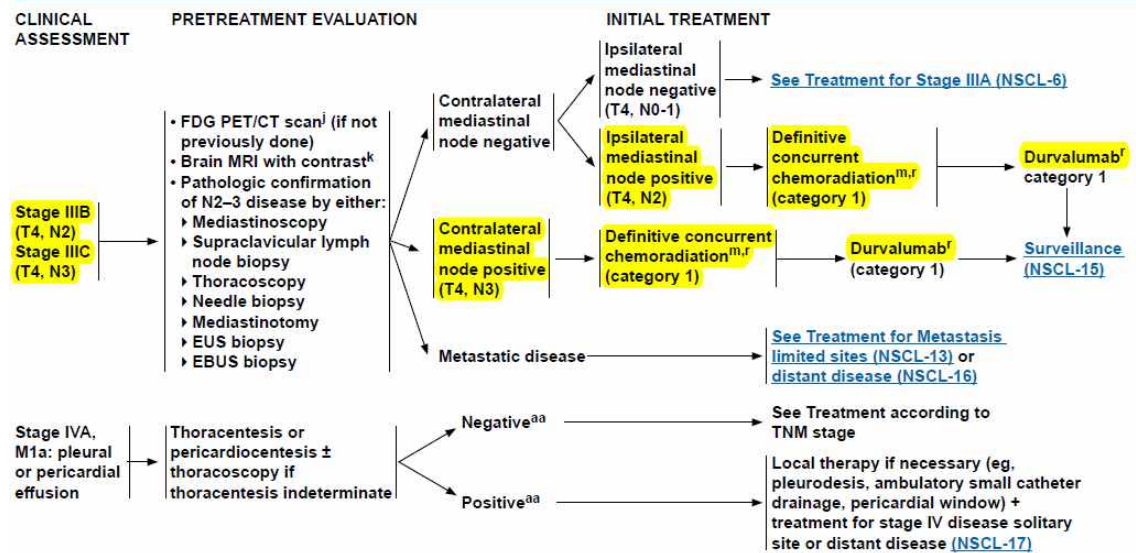 CLINICAL
ASSESSMENT
PRETREATMENT EVALUATION
INITIAL TREATMENT
Stage IIIB
(T4, N2)
Stage IIIC
(T4, N3)
• FDG PET/CT scanj (if not
previously done)
• Brain MRI with contrastk
• Pathologic confirmation
of N2–3 disease by either:
Mediastinoscopy
Supraclavicular lymph
node biopsy
Thoracoscopy
Needle biopsy
Mediastinotomy
EUS biopsy
EBUS biopsy
Contralateral
mediastinal
node negative
Ipsilateral
mediastinal
node negative
(T4, N0-1)
See Treatment for Stage IIIA (NSCL-6)
Ipsilateral
mediastinal
node positive
(T4, N2)
Definitive
concurrent
chemoradiationm,r
(category 1)
Durvalumabr
category 1
Contralateral
mediastinal
node positive
(T4, N3)
Definitive concurrent
chemoradiationm,r
(category 1)
Durvalumabr
(category 1)
Surveillance
(NSCL-15)
Metastatic disease
See Treatment for Metastasis
limited sites (NSCL-13) or
distant disease (NSCL-16)
Stage IVA,
M1a: pleural
or pericardial
effusion
Thoracentesis or
pericardiocentesis ±
thoracoscopy if
thoracentesis indeterminate
Negativeaa
See Treatment according to
TNM stage
Positiveaa
Local therapy if necessary (eg,
pleurodesis, ambulatory small catheter
drainage, pericardial window) +
treatment for stage IV disease solitary
site or distant disease (NSCL-17)